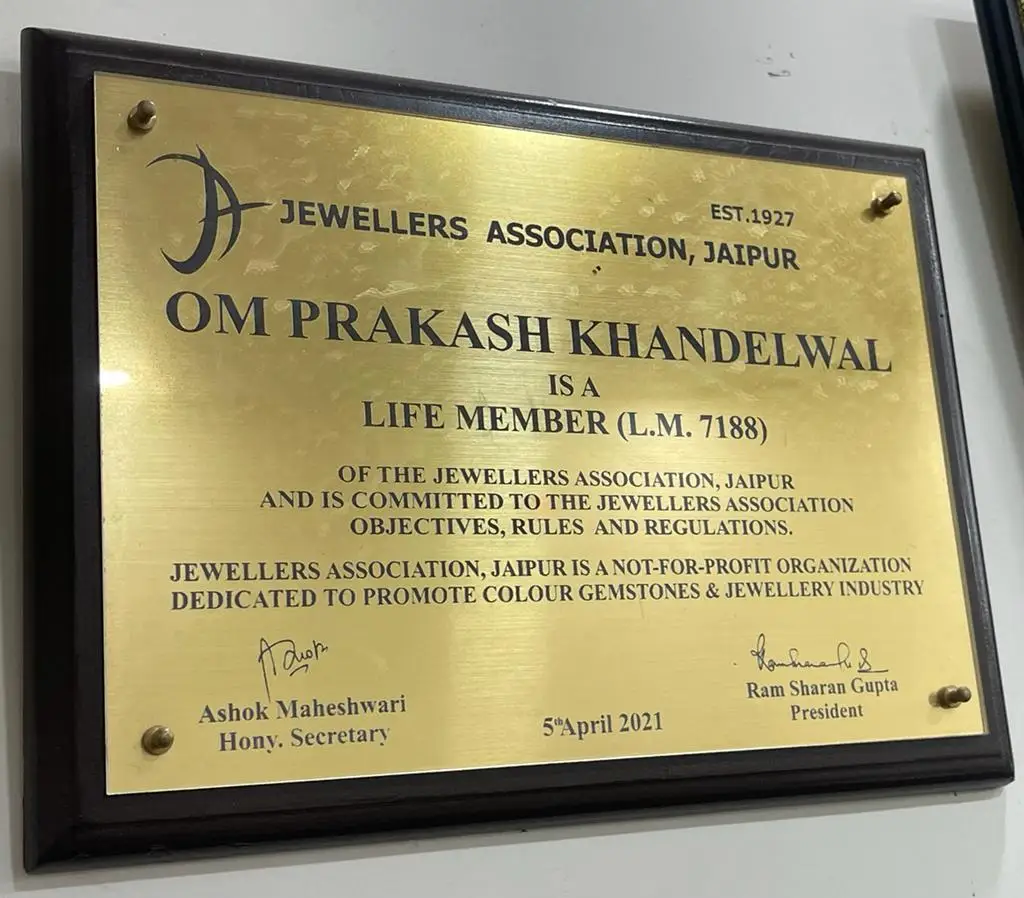 JA
EST.1927
JEWELLERS ASSOCIATION, JAIPUR
OM PRAKASH KHANDELWAL
IS A
LIFE MEMBER (L.M. 7188)
OF THE JEWELLERS ASSOCIATION, JAIPUR
AND IS COMMITTED TO THE JEWELLERS ASSOCIATION
OBJECTIVES, RULES AND REGULATIONS.
JEWELLERS ASSOCIATION, JAIPUR IS A NOT-FOR-PROFIT ORGANIZATION
DEDICATED TO PROMOTE COLOUR GEMSTONES & JEWELLERY INDUSTRY
Ashok Maheshwari
Hony. Secretary
5th April 2021
Ram Sharan Gupta
President